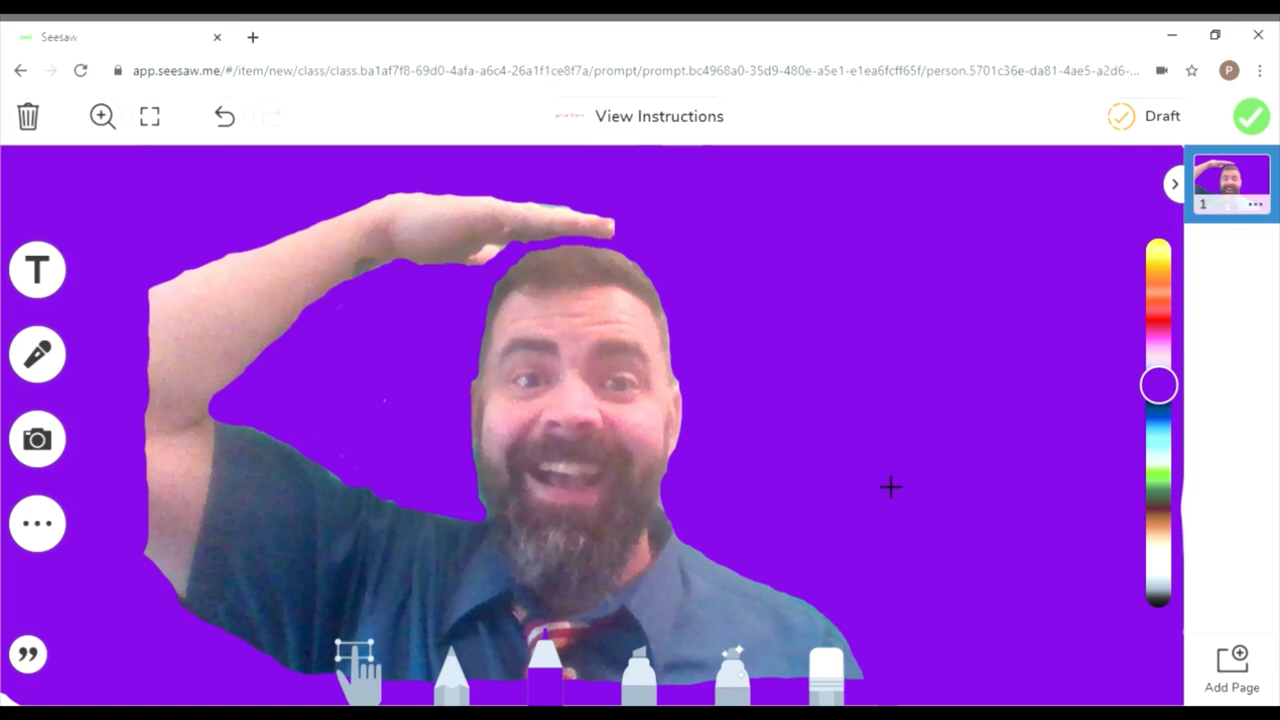 Seesaw
app.seesaw.me/#/item/new/class/class.ba1af7f8-69d0-4afa-a6c4-26a1f1ce8f7a/prompt/prompt.bc4968a0-35d9-480e-a5e1-e1ea6fcff65f/person.5701c36e-da81-4ae5-a2d6-...
P
View Instructions
Draft
1
T
Add Page